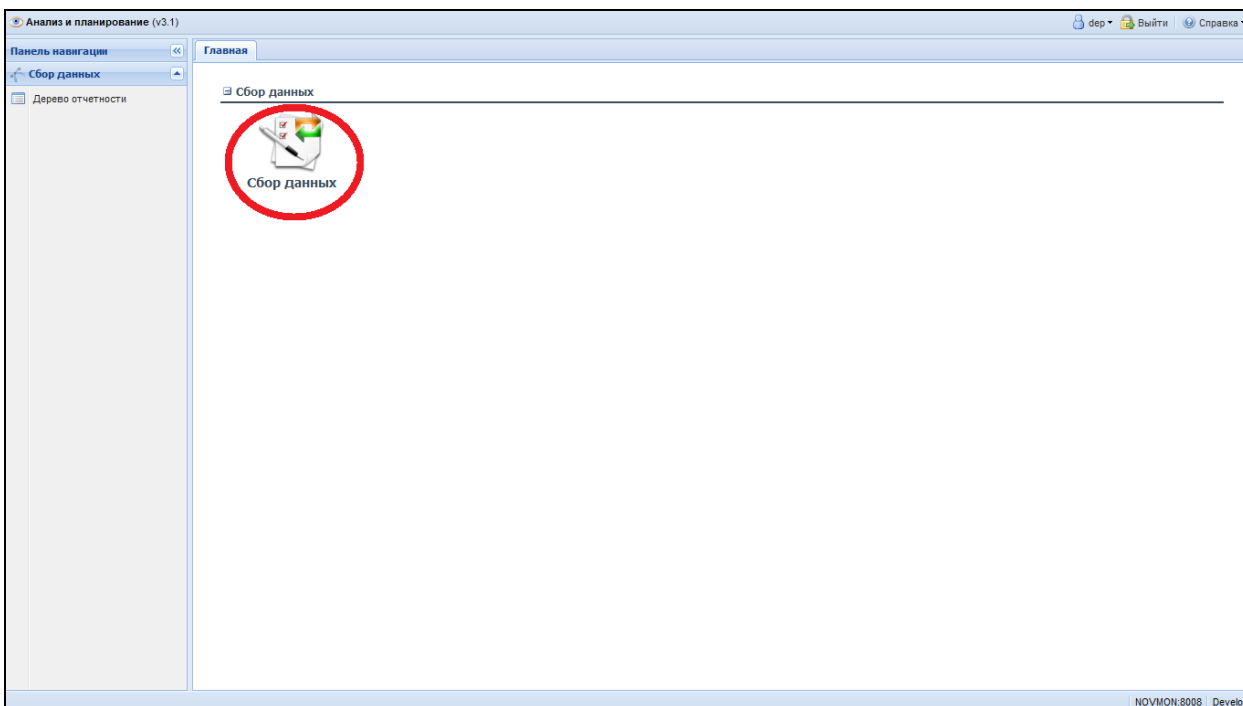 Анализ и планирование (v3.1)
dep Выйти Справка
Панель навигации
Главная
Сбор данных
Дерево отчетности
Сбор данных
Сбор данных
NOVMON:8008 Develo